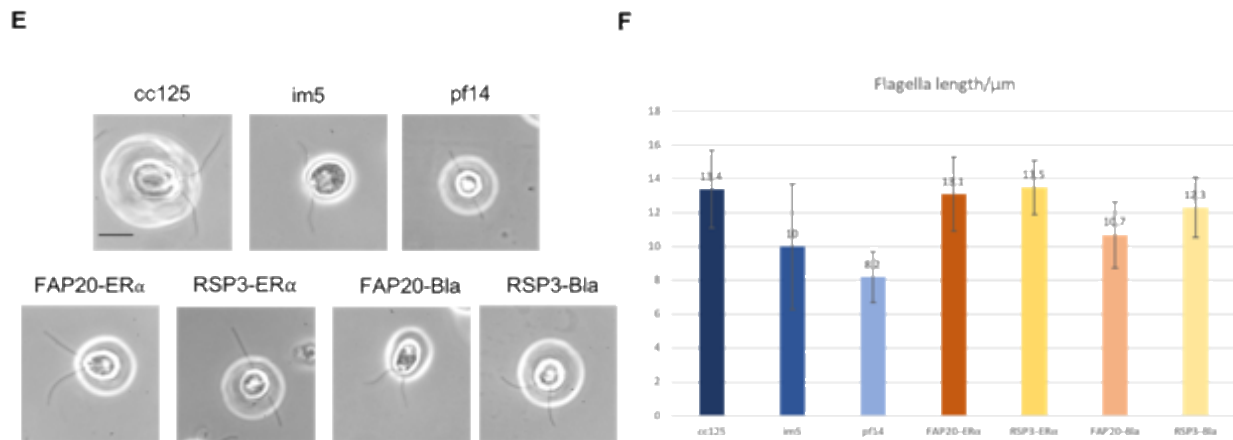 E
F
cc125 im5 pf14
FAP20-ERα RSP3-ERα FAP20-Bla RSP3-Bla
Flagella length/μm
18
16
14
12
10
8
6
4
2
0
13,4
10
8,2
13,1
13,5
10,7
12,3
cc125 im5 pf14 FAP20-ERα RSP3-ERα FAP20-Bla RSP3-Bla